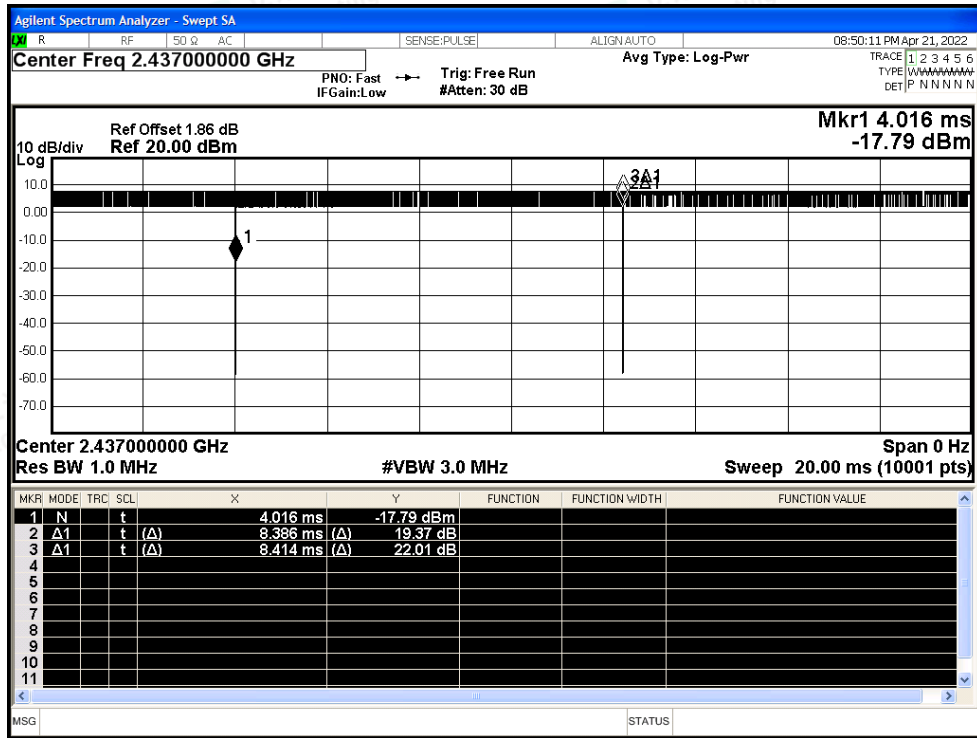 Agilent Spectrum Analyzer - Swept SA
LXI R RF 50 Ω AC SENSE:PULSE ALIGN AUTO 08:50:11 PM Apr 21, 2022
Center Freq 2.437000000 GHz Avg Type: Log-Pwr TRACE 1 2 3 4 5 6
PNO: Fast Trig: Free Run TYPE WWWWWW
IFGain:Low #Atten: 30 dB DET P N N N N N
Mkr1 4.016 ms
-17.79 dBm
Ref Offset 1.86 dB
10 dB/div Ref 20.00 dBm
Log
10.0
0.00
-10.0
-20.0
-30.0
-40.0
-50.0
-60.0
-70.0
3Δ1
2Δ1
1
Center 2.437000000 GHz Span 0 Hz
Res BW 1.0 MHz #VBW 3.0 MHz Sweep 20.00 ms (10001 pts)
MKR MODE TRC SCL X Y FUNCTION FUNCTION WIDTH FUNCTION VALUE
1 N t 4.016 ms -17.79 dBm
2 Δ1 t (Δ) 8.386 ms (Δ) 19.37 dB
3 Δ1 t (Δ) 8.414 ms (Δ) 22.01 dB
4
5
6
7
8
9
10
11
MSG STATUS